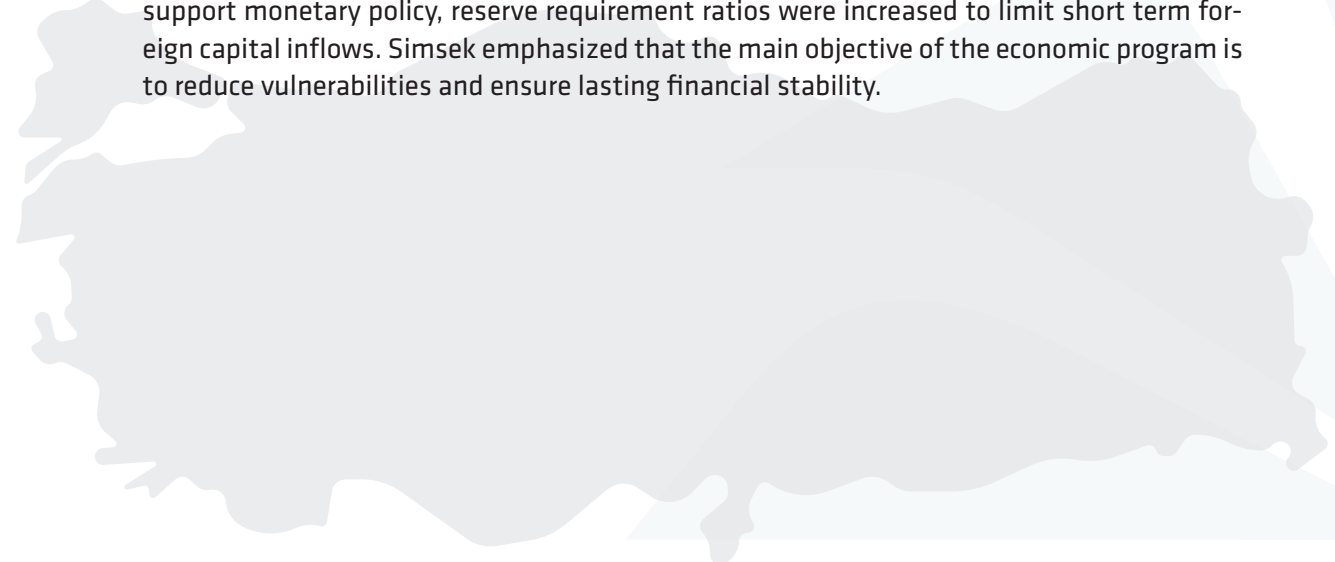 support monetary policy, reserve requirement ratios were increased to limit short term for-
eign capital inflows. Simsek emphasized that the main objective of the economic program is
to reduce vulnerabilities and ensure lasting financial stability.